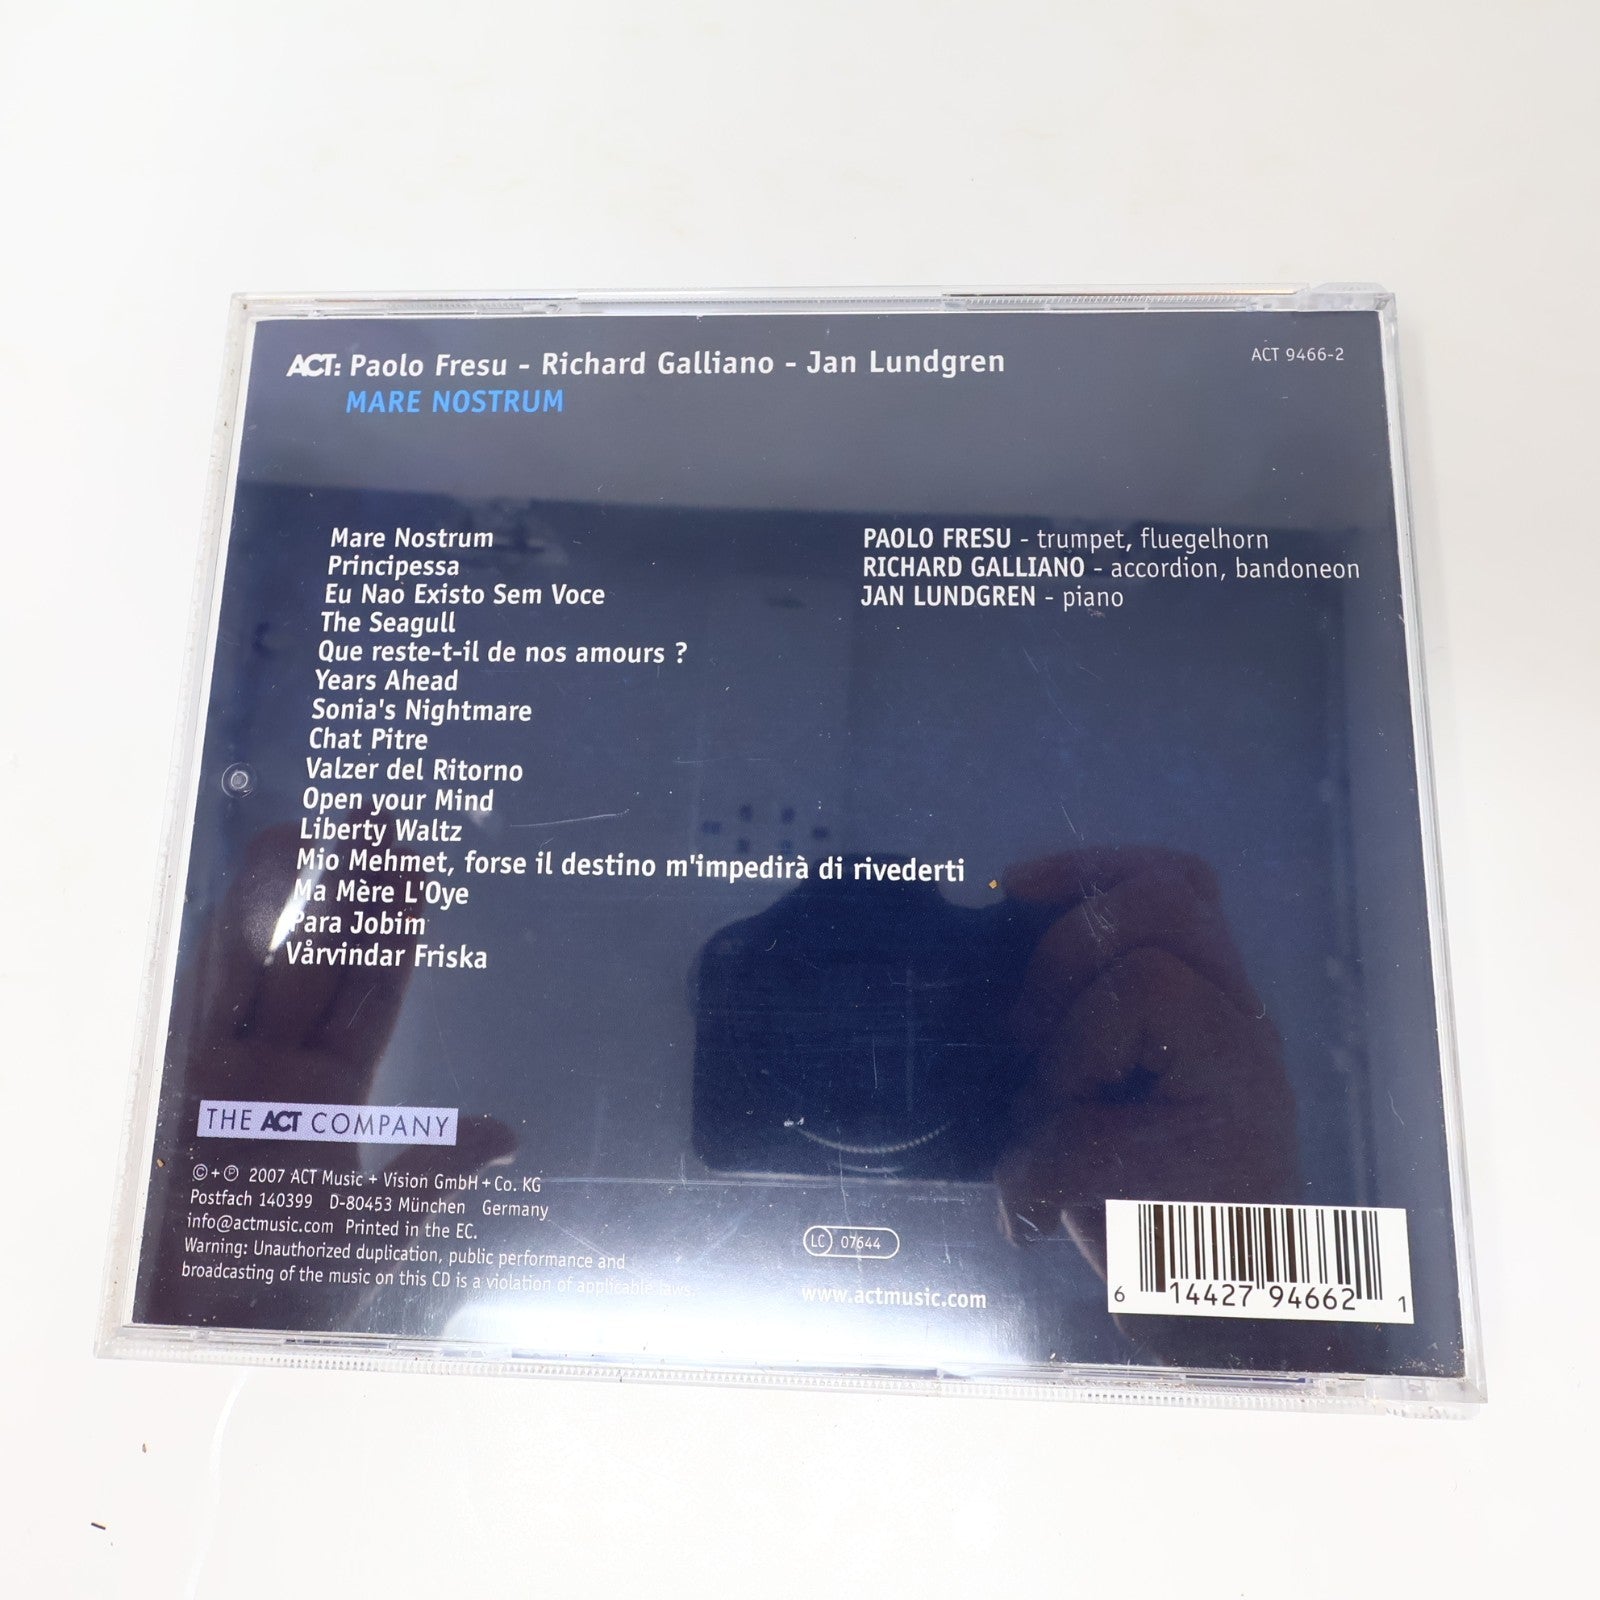 ACT: Paolo Fresu - Richard Galliano - Jan Lundgren
ACT 9466-2
MARE NOSTRUM
Mare Nostrum
Principessa
Eu Nao Existo Sem Voce
The Seagull
Que reste-t-il de nos amours ?
Years Ahead
Sonia's Nightmare
Chat Pitre
Valzer del Ritorno
Open your Mind
Liberty Waltz
Mio Mehmet, forse il destino m'impedirà di rivederti
Ma Mère L'Oye
Para Jobim
Vårvindar Friska
PAOLO FRESU - trumpet, fluegelhorn
RICHARD GALLIANO - accordion, bandoneon
JAN LUNDGREN - piano
THE ACT COMPANY
©+℗ 2007 ACT Music + Vision GmbH + Co. KG
Postfach 140399 D-80453 München Germany
info@actmusic.com Printed in the EC.
Warning: Unauthorized duplication, public performance and
broadcasting of the music on this CD is a violation of applicable laws.
LC 07644
www.actmusic.com
6 14427 94662 1